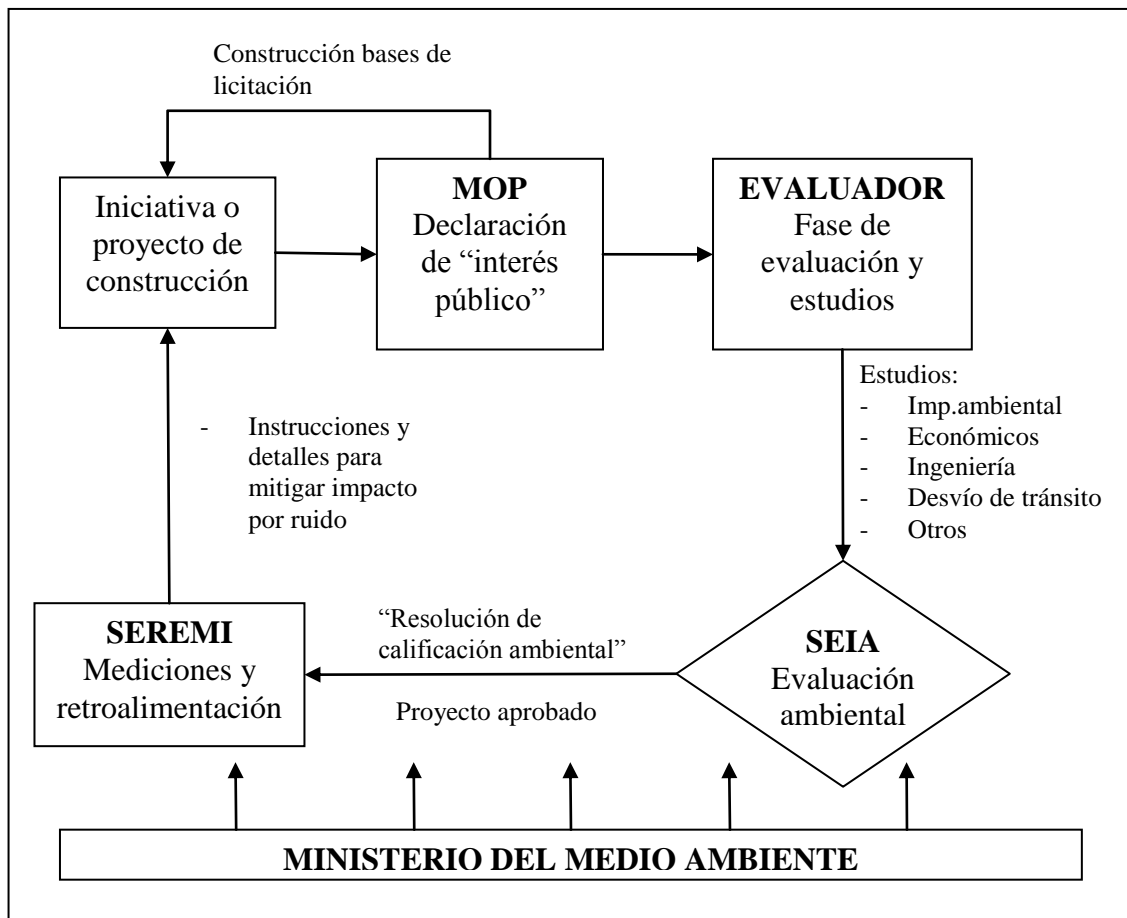 Construcción bases de
licitación
Iniciativa o
proyecto de
construcción
MOP
Declaración
de “interés
público”
EVALUADOR
Fase de
evaluación y
estudios
Estudios:
- Imp.ambiental
- Económicos
- Ingeniería
- Desvío de tránsito
- Otros
- Instrucciones y
detalles para
mitigar impacto
por ruido
SEREMI
Mediciones y
retroalimentación
“Resolución de
calificación ambiental”
Proyecto aprobado
SEIA
Evaluación
ambiental
MINISTERIO DEL MEDIO AMBIENTE